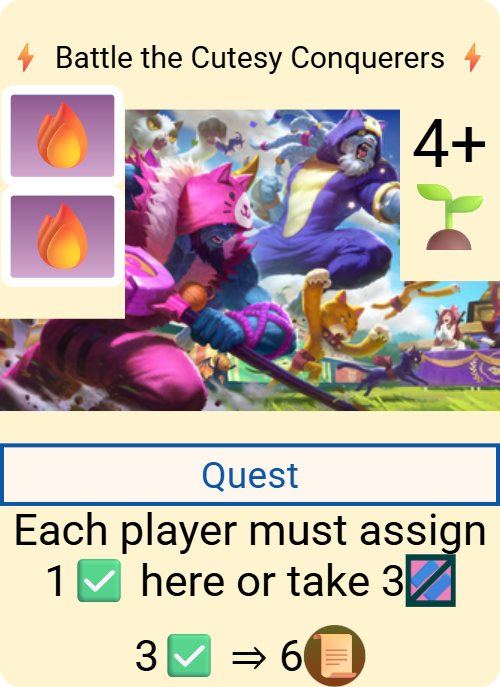 Battle the Cutesy Conquerers
4+
Quest
Each player must assign
1 ✅ here or take 3
3 ✅ ⇒ 6